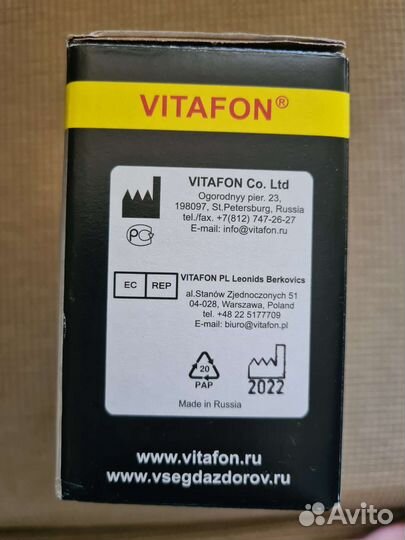 VITAFON®
VITAFON Co. Ltd
Ogorodnyy pier. 23,
198097, St.Petersburg, Russia
tel./fax. +7(812) 747-26-27
E-mail: info@vitafon.ru
РС
EC REP
VITAFON PL Leonids Berkovics
al.Stanów Zjednoczonych 51
04-028, Warszawa, Poland
tel. +48 22 5177709
E-mail: biuro@vitafon.pl
20
PAP
2022
Made in Russia
www.vitafon.ru
www.vsegdazdorov.ru
Avito